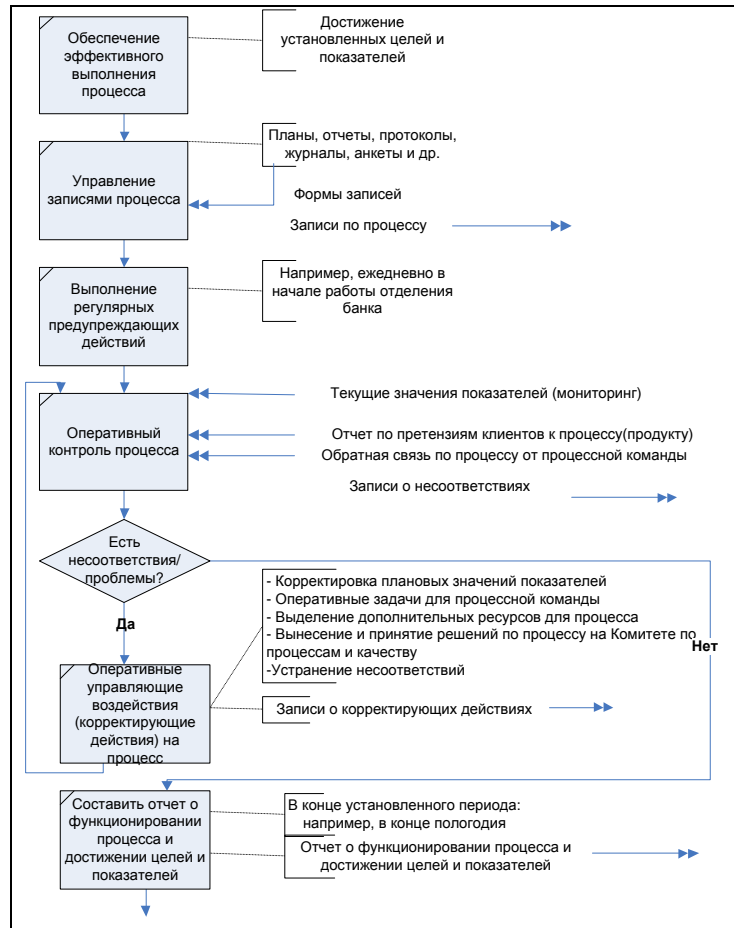 Обеспечение
эффективного
выполнения
процесса
Достижение
установленных целей и
показателей
Управление
записями процесса
Планы, отчеты, протоколы,
журналы, анкеты и др.
Формы записей
Записи по процессу
Выполнение
регулярных
предупреждающих
действий
Например, ежедневно в
начале работы отделения
банка
Оперативный
контроль процесса
Текущие значения показателей (мониторинг)
Отчет по претензиям клиентов к процессу(продукту)
Обратная связь по процессу от процессной команды
Записи о несоответствиях
Есть
несоответствия/
проблемы?
Да
Нет
Оперативные
управляющие
воздействия
(корректирующие
действия) на
процесс
- Корректировка плановых значений показателей
- Оперативные задачи для процессной команды
- Выделение дополнительных ресурсов для процесса
- Вынесение и принятие решений по процессу на Комитете по
процессам и качеству
-Устранение несоответствий
Записи о корректирующих действиях
Составить отчет о
функционировании
процесса и
достижении целей и
показателей
В конце установленного периода:
например, в конце пологодия
Отчет о функционировании процесса и
достижении целей и показателей